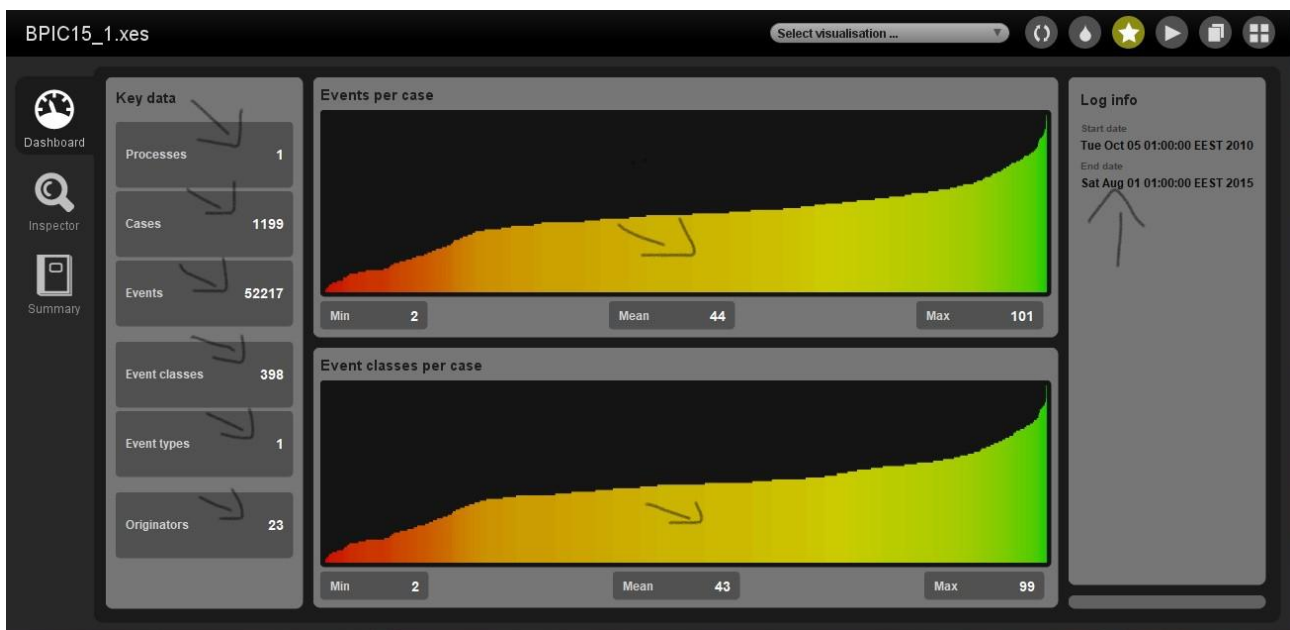 BPIC15_1.xes
Select visualisation ...
Dashboard
Inspector
Summary
Key data
Processes 1
Cases 1199
Events 52217
Event classes 398
Event types 1
Originators 23
Events per case
Min 2 Mean 44 Max 101
Event classes per case
Min 2 Mean 43 Max 99
Log info
Start date
Tue Oct 05 01:00:00 EEST 2010
End date
Sat Aug 01 01:00:00 EEST 2015